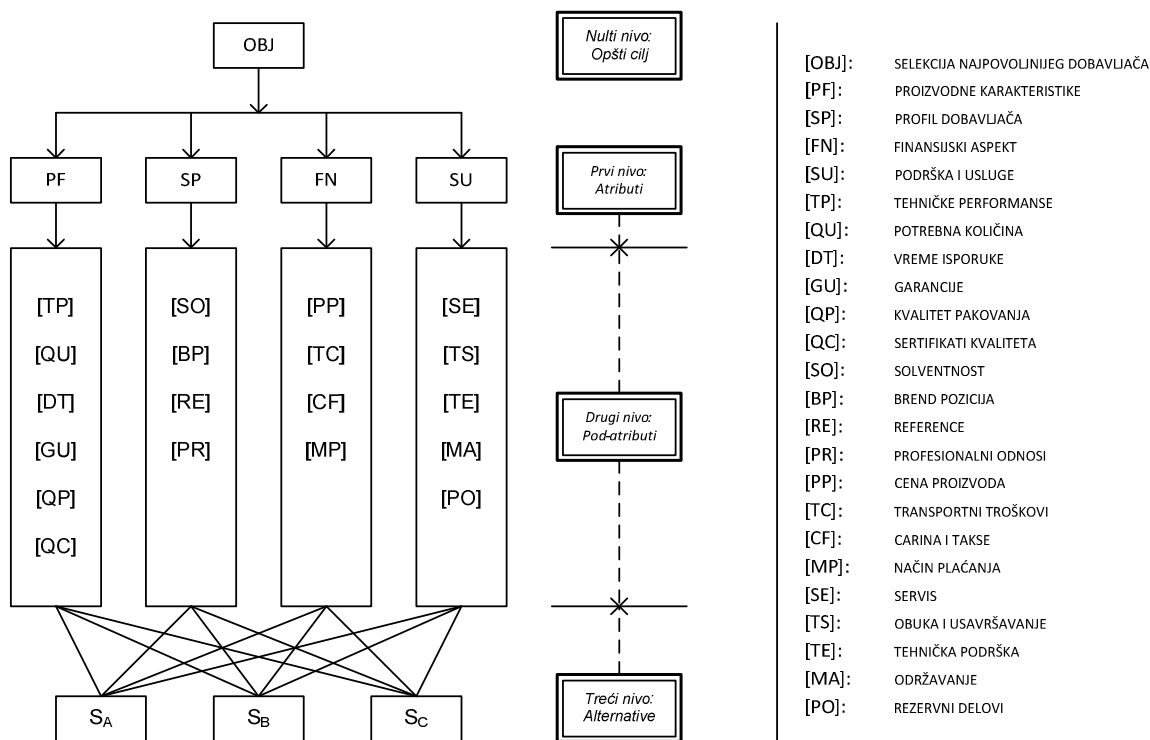 OBJ
PF
SP
FN
SU
[TP]
[QU]
[DT]
[GU]
[QP]
[QC]
[SO]
[BP]
[RE]
[PR]
[PP]
[TC]
[CF]
[MP]
[SE]
[TS]
[TE]
[MA]
[PO]
SA
SB
SC
Nulti nivo:
Opšti cilj
Prvi nivo:
Atributi
Drugi nivo:
Pod-atributi
Treći nivo:
Alternative
[OBJ]: SELEKCIJA NAJPOVOLJNIJEG DOBAVLJAČA
[PF]: PROIZVODNE KARAKTERISTIKE
[SP]: PROFIL DOBAVLJAČA
[FN]: FINANSIJSKI ASPEKT
[SU]: PODRŠKA I USLUGE
[TP]: TEHNIČKE PERFORMANSE
[QU]: POTREBNA KOLIČINA
[DT]: VREME ISPORUKE
[GU]: GARANCIJE
[QP]: KVALITET PAKOVANJA
[QC]: SERTIFIKATI KVALITETA
[SO]: SOLVENTNOST
[BP]: BREND POZICIJA
[RE]: REFERENCE
[PR]: PROFESIONALNI ODNOSI
[PP]: CENA PROIZVODA
[TC]: TRANSPORTNI TROŠKOVI
[CF]: CARINA I TAKSE
[MP]: NAČIN PLAĆANJA
[SE]: SERVIS
[TS]: OBUKA I USAVRŠAVANJE
[TE]: TEHNIČKA PODRŠKA
[MA]: ODRŽAVANJE
[PO]: REZERVNI DELOVI